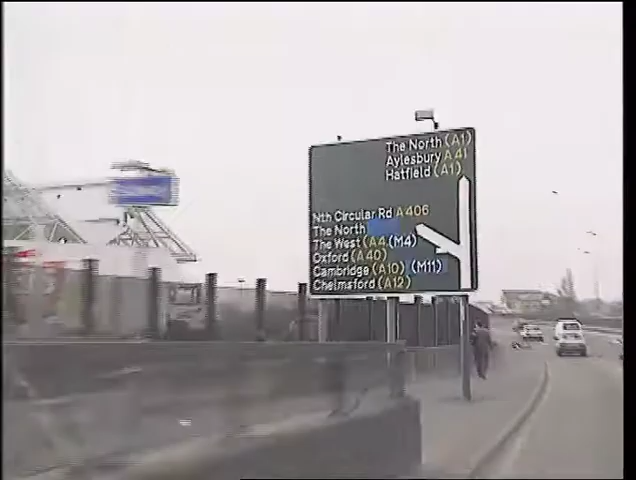 The North (A1)
Aylesbury A41
Hatfield (A1)
Nth Circular Rd A406
The North
The West (A4,(M4)
Oxford (A40)
Cambridge (A10) (M11)
Chelmsford (A12)